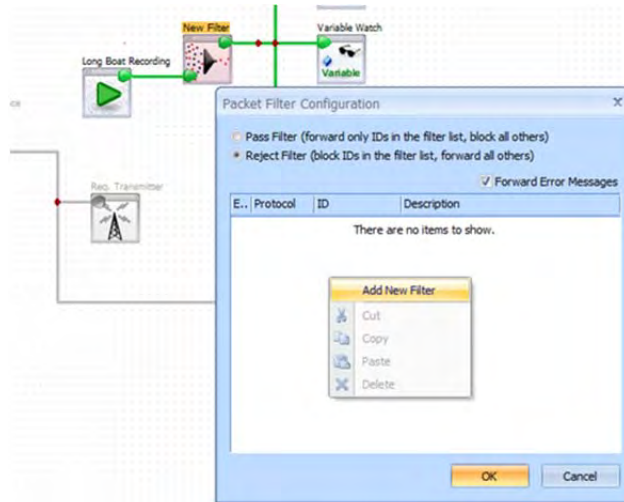 New Filter
Variable Watch
Long Boat Recording
Variable
Packet Filter Configuration
Pass Filter (forward only IDs in the filter list, block all others)
Reject Filter (block IDs in the filter list, forward all others)
Forward Error Messages
E.. Protocol ID Description
There are no items to show.
Req. Transmitter
Add New Filter
Cut
Copy
Paste
Delete
OK Cancel